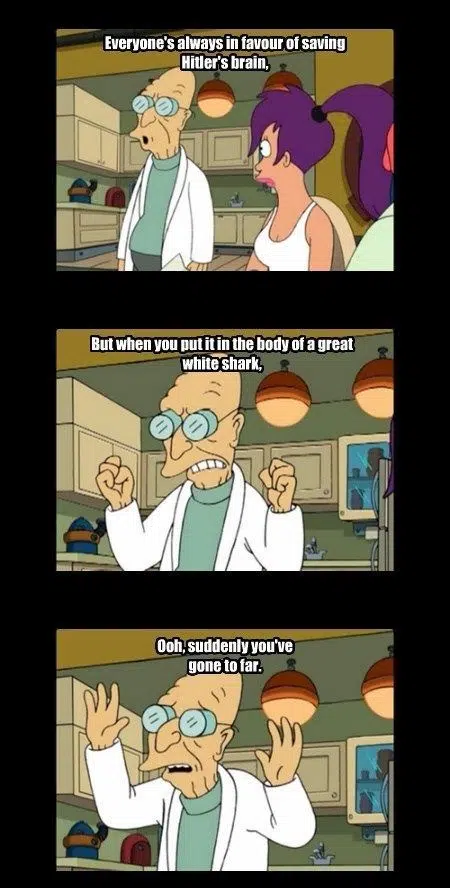 Everyone's always in favour of saving
Hitler's brain,
But when you put it in the body of a great
white shark,
Ooh, suddenly you've
gone to far.